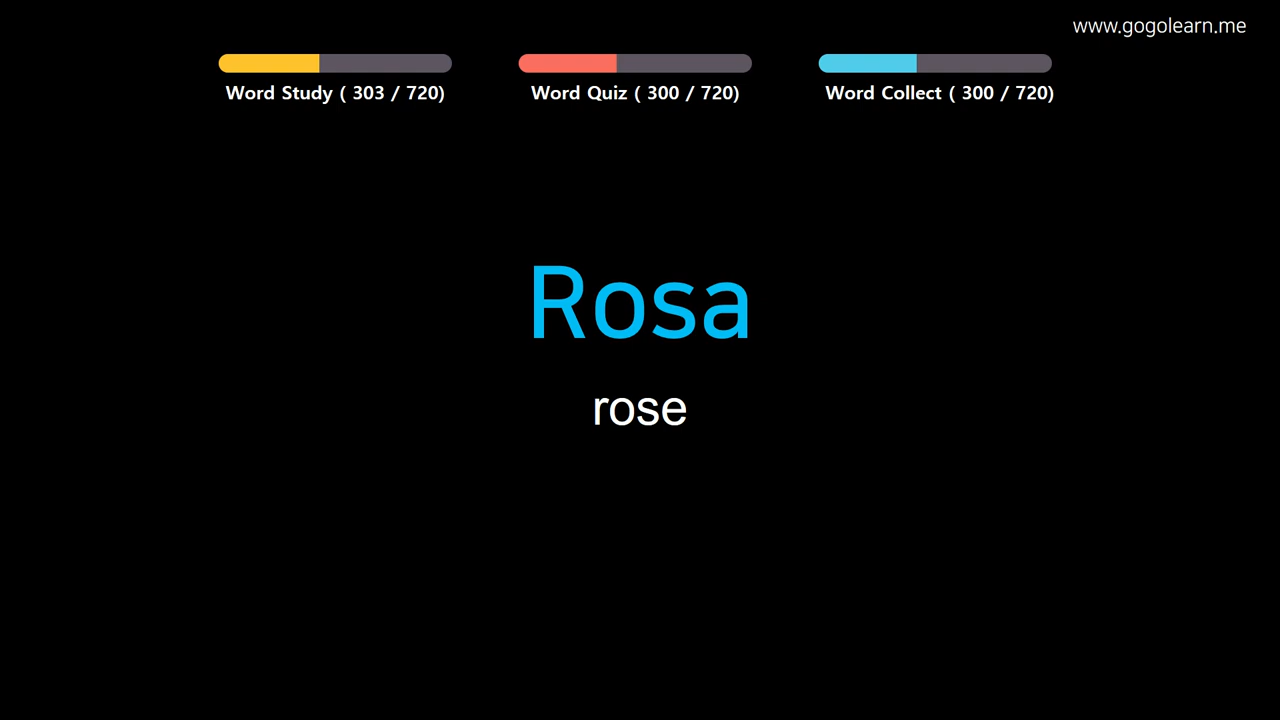 www.gogolearn.me
Word Study ( 303 / 720)
Word Quiz ( 300 / 720)
Word Collect ( 300 / 720)
Rosa
rose